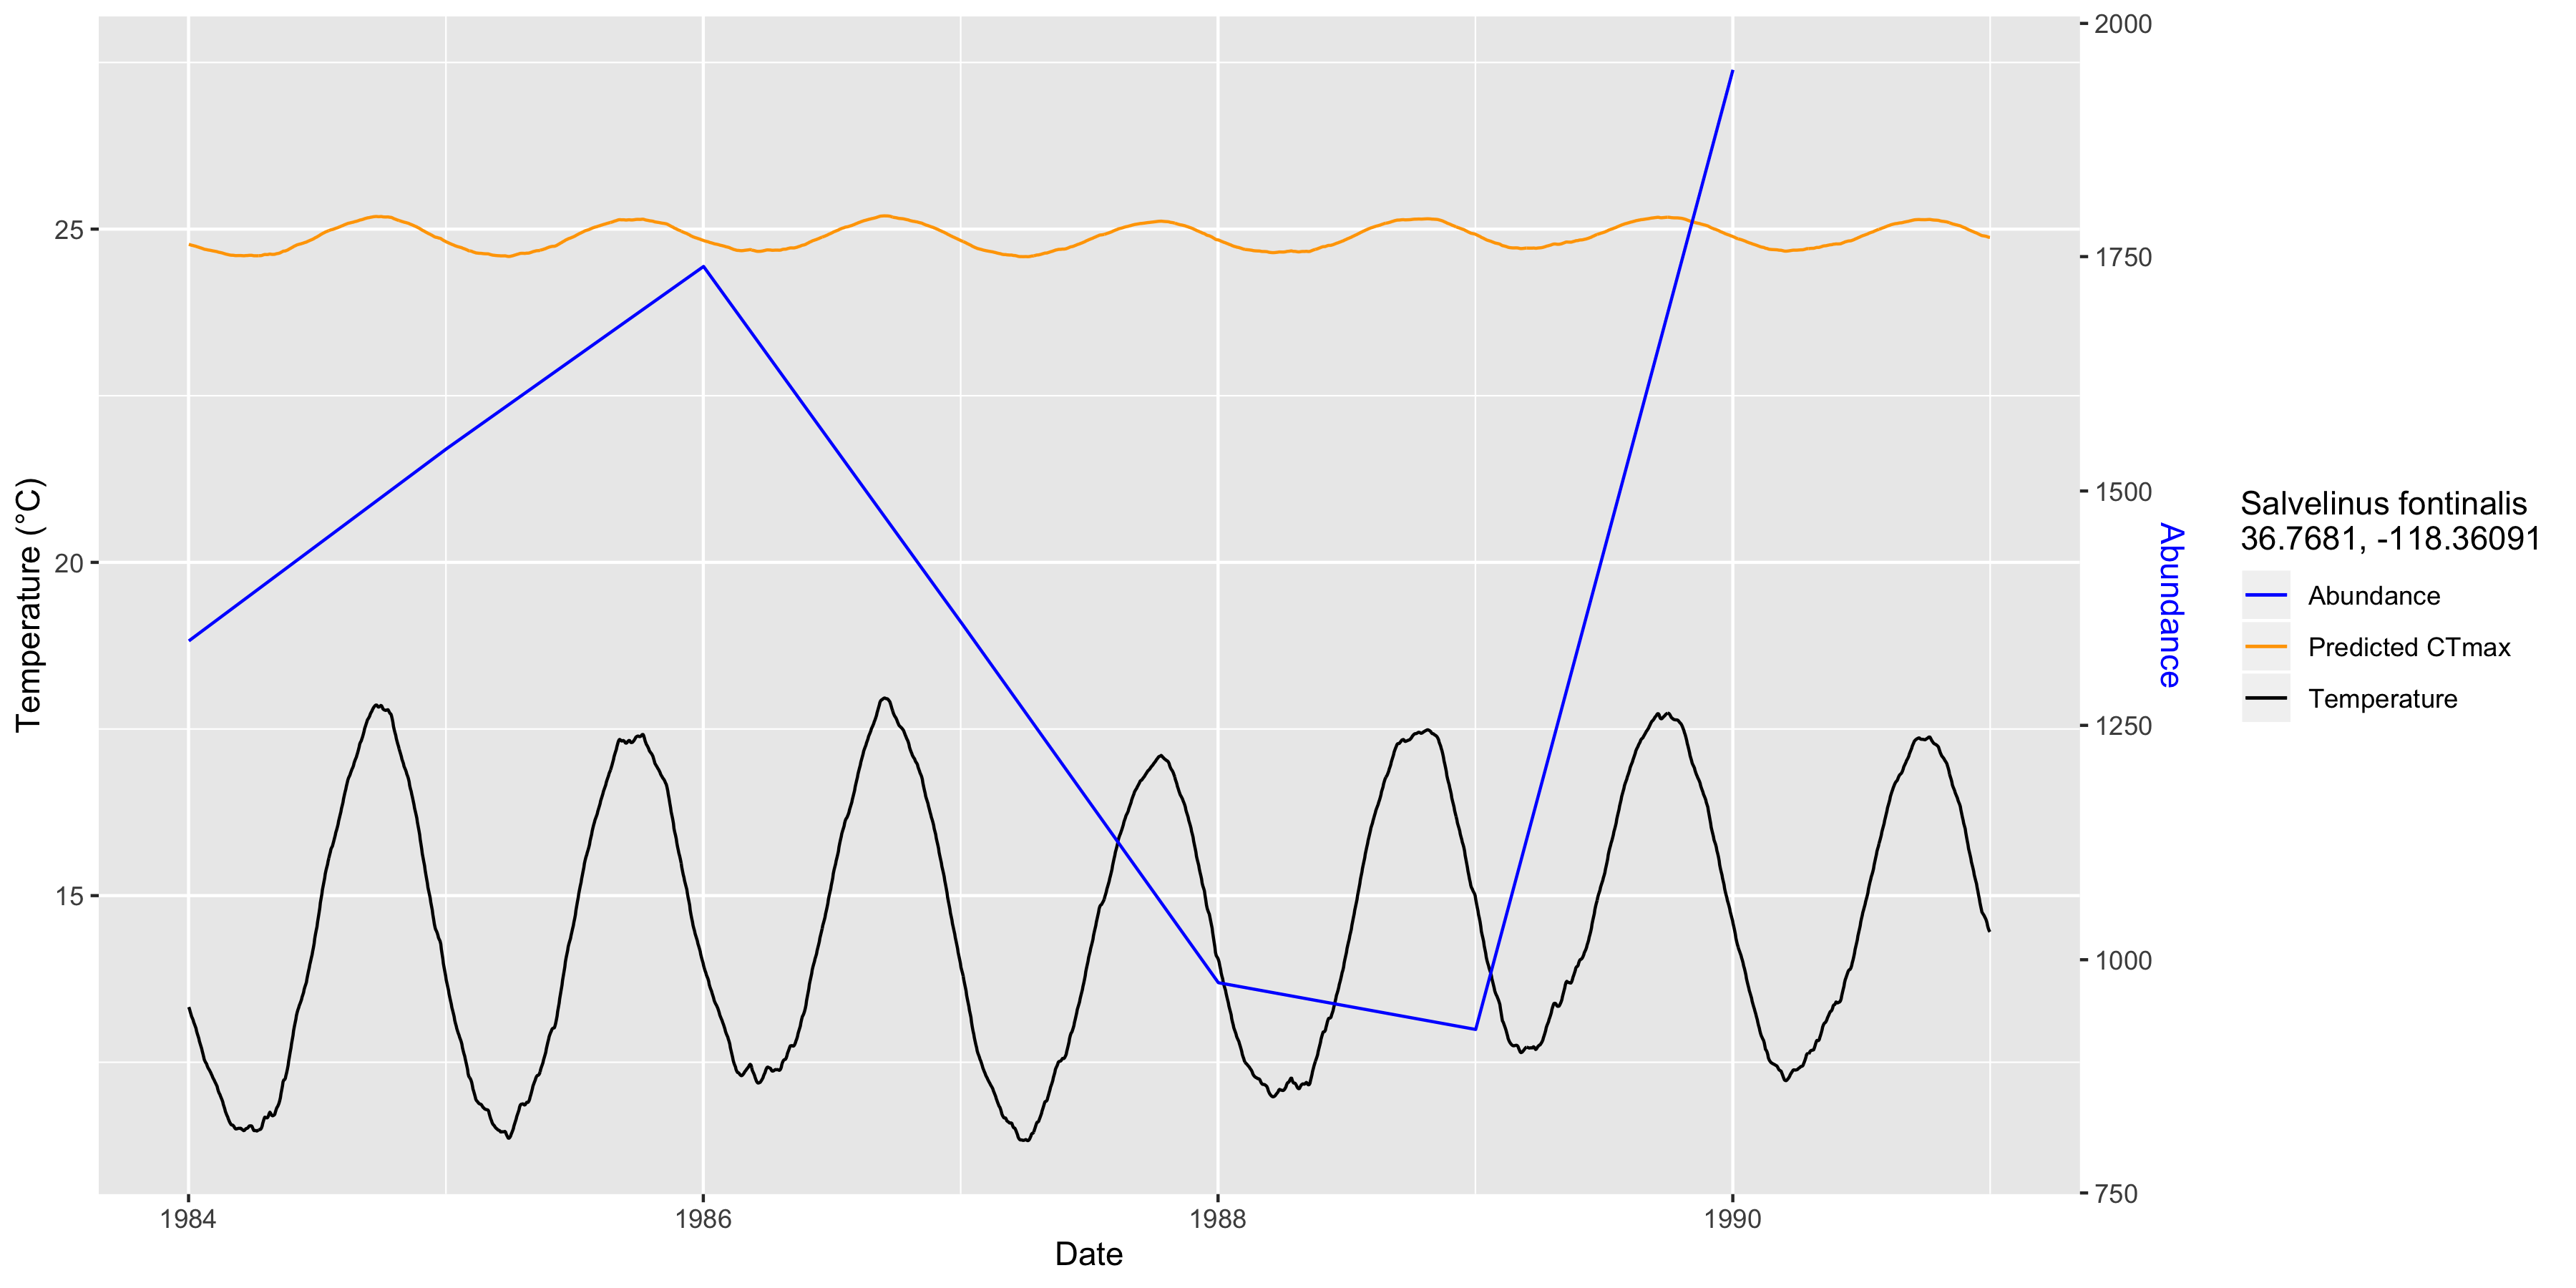 Temperature (°C)
25
20
15
1984
1986
1988
1990
Date
2000
1750
1500
1250
1000
750
Abundance
Salvelinus fontinalis
36.7681, -118.36091
Abundance
Predicted CTmax
Temperature